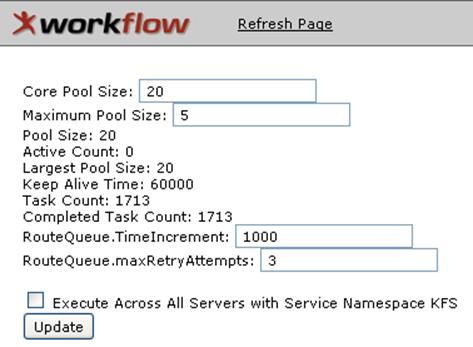 workflow Refresh Page
Core Pool Size: 20
Maximum Pool Size: 5
Pool Size: 20
Active Count: 0
Largest Pool Size: 20
Keep Alive Time: 60000
Task Count: 1713
Completed Task Count: 1713
RouteQueue.TimeIncrement: 1000
RouteQueue.maxRetryAttempts: 3
Execute Across All Servers with Service Namespace KFS
Update